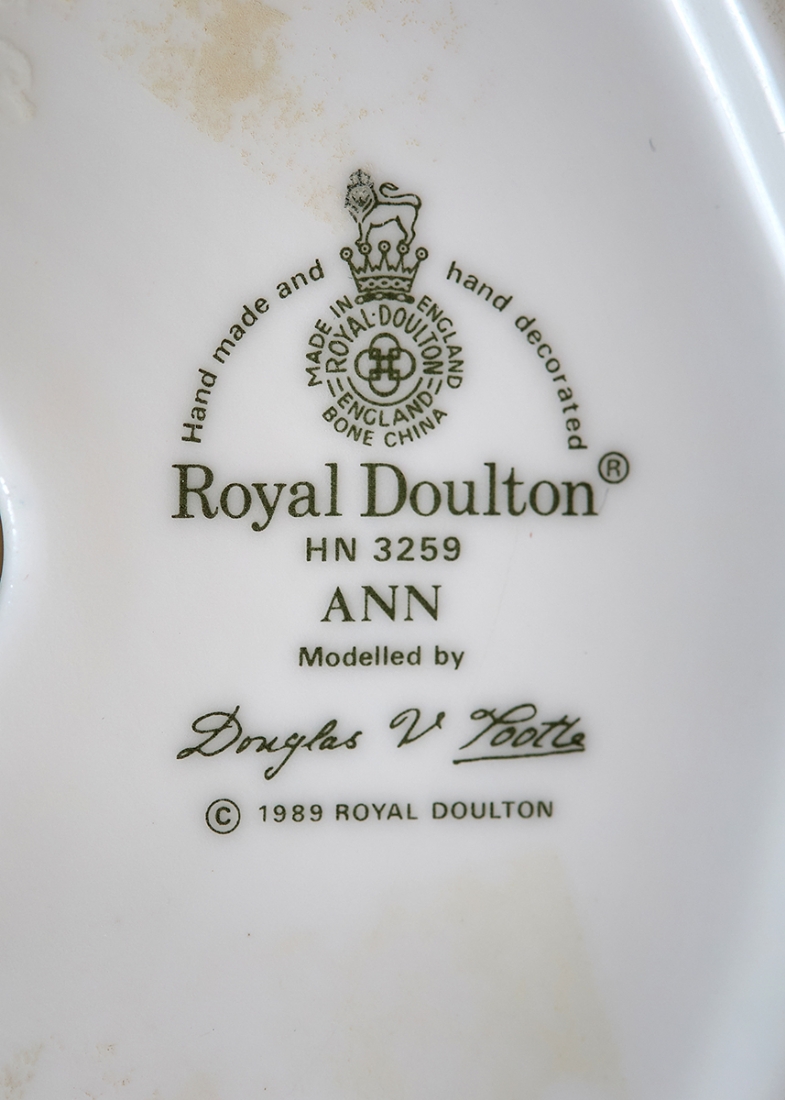 Hand made and hand decorated
MADE IN ENGLAND
ROYAL·DOULTON
ENGLAND
BONE CHINA
Royal Doulton®
HN 3259
ANN
Modelled by
Douglas V Tootle
© 1989 ROYAL DOULTON